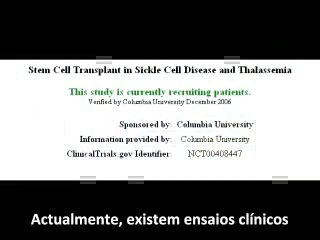 Stem Cell Transplant in Sickle Cell Disease and Thalassemia
This study is currently recruiting patients.
Verified by Columbia University December 2006
Sponsored by: Columbia University
Information provided by: Columbia University
ClinicalTrials.gov Identifier: NCT00408447
Actualmente, existem ensaios clínicos